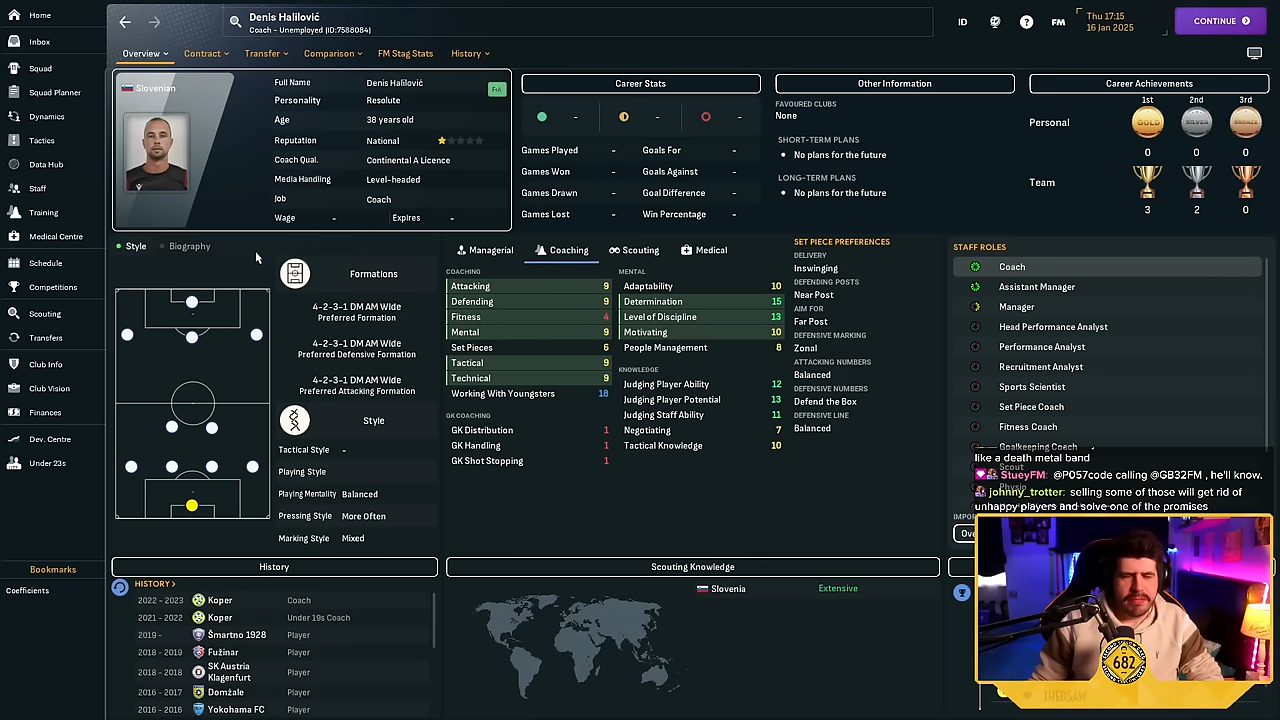 Home
Inbox
Squad
Squad Planner
Dynamics
Tactics
Data Hub
Staff
Training
Medical Centre
Schedule
Competitions
Scouting
Transfers
Club Info
Club Vision
Finances
Dev. Centre
Under 23s
Bookmarks
Coefficients
Denis Halilović
Coach - Unemployed (ID:7588084)
ID
FM
Thu 17:15
16 Jan 2025
CONTINUE
Overview
Contract
Transfer
Comparison
FM Stag Stats
History
Slovenian
Full Name Denis Halilović
FrA
Personality Resolute
Age 38 years old
Reputation National
Coach Qual. Continental A Licence
Media Handling Level-headed
Job Coach
Wage - Expires -
Career Stats
- - -
Games Played - Goals For -
Games Won - Goals Against -
Games Drawn - Goal Difference -
Games Lost - Win Percentage -
Other Information
FAVOURED CLUBS
None
SHORT-TERM PLANS
• No plans for the future
LONG-TERM PLANS
• No plans for the future
Career Achievements
1st 2nd 3rd
Personal GOLD SILVER BRONZE
0 0 0
Team
3 2 0
Style
Biography
Formations
4-2-3-1 DM AM Wide
Preferred Formation
4-2-3-1 DM AM Wide
Preferred Defensive Formation
4-2-3-1 DM AM Wide
Preferred Attacking Formation
Style
Tactical Style -
Playing Style
Playing Mentality Balanced
Pressing Style More Often
Marking Style Mixed
Managerial
Coaching
Scouting
Medical
COACHING
Attacking 9
Defending 9
Fitness 4
Mental 9
Set Pieces 6
Tactical 9
Technical 9
Working With Youngsters 18
GK COACHING
GK Distribution 1
GK Handling 1
GK Shot Stopping 1
MENTAL
Adaptability 10
Determination 15
Level of Discipline 13
Motivating 10
People Management 8
KNOWLEDGE
Judging Player Ability 12
Judging Player Potential 13
Judging Staff Ability 11
Negotiating 7
Tactical Knowledge 10
SET PIECE PREFERENCES
DELIVERY
Inswinging
DEFENDING POSTS
Near Post
AIM FOR
Far Post
DEFENSIVE MARKING
Zonal
ATTACKING NUMBERS
Balanced
DEFENSIVE NUMBERS
Defend the Box
DEFENSIVE LINE
Balanced
STAFF ROLES
Coach
Assistant Manager
Manager
Head Performance Analyst
Performance Analyst
Recruitment Analyst
Sports Scientist
Set Piece Coach
Fitness Coach
Goalkeeping Coach
like a death metal band
Scout
StueyFM: @P057code calling @GB32FM , he'll know.
Physio
johnny_trotter: selling some of those will get rid of
unhappy players and solve one of the promises
History
HISTORY >
2022 - 2023 Koper Coach
2021 - 2022 Koper Under 19s Coach
2019 - Šmartno 1928 Player
2018 - 2019 Fužinar Player
2018 - 2018 SK Austria Klagenfurt Player
2016 - 2017 Domžale Player
2016 - 2016 Yokohama FC Player
Scouting Knowledge
Slovenia Extensive
682
THEDSAW